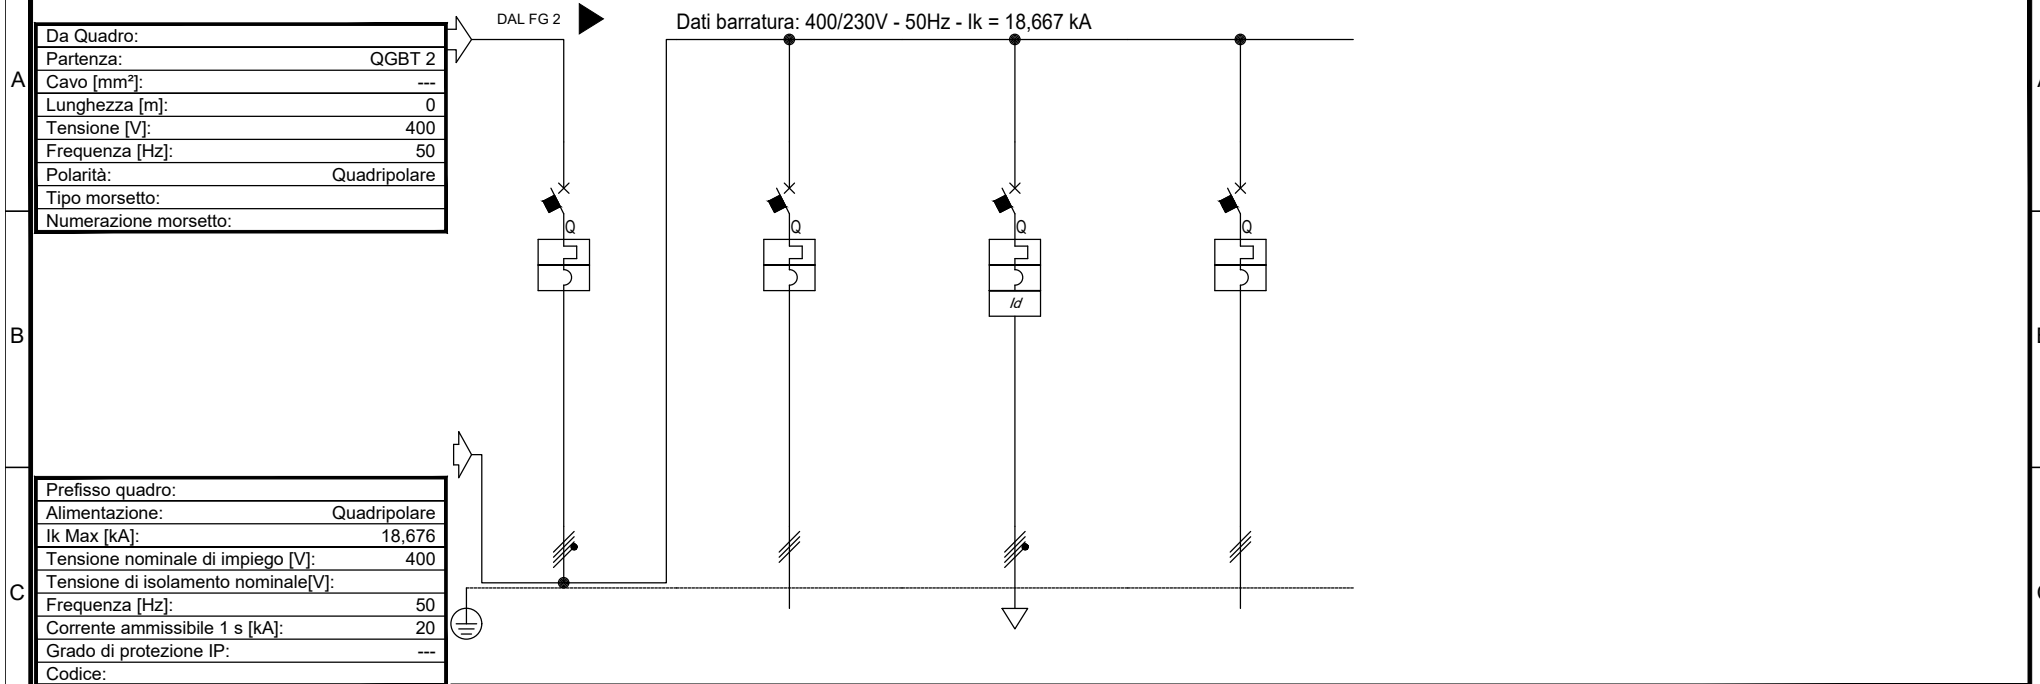 DAL FG 2
Dati barratura: 400/230V - 50Hz - Ik = 18,667 kA
Da Quadro:
Partenza: QGBT 2
Cavo [mm²]: ---
Lunghezza [m]: 0
Tensione [V]: 400
Frequenza [Hz]: 50
Polarità: Quadripolare
Tipo morsetto:
Numerazione morsetto:
A
Q Q Q Q
Id
B
Prefisso quadro:
Alimentazione: Quadripolare
Ik Max [kA]: 18,676
Tensione nominale di impiego [V]: 400
Tensione di isolamento nominale[V]:
Frequenza [Hz]: 50
Corrente ammissibile 1 s [kA]: 20
Grado di protezione IP: ---
Codice:
C